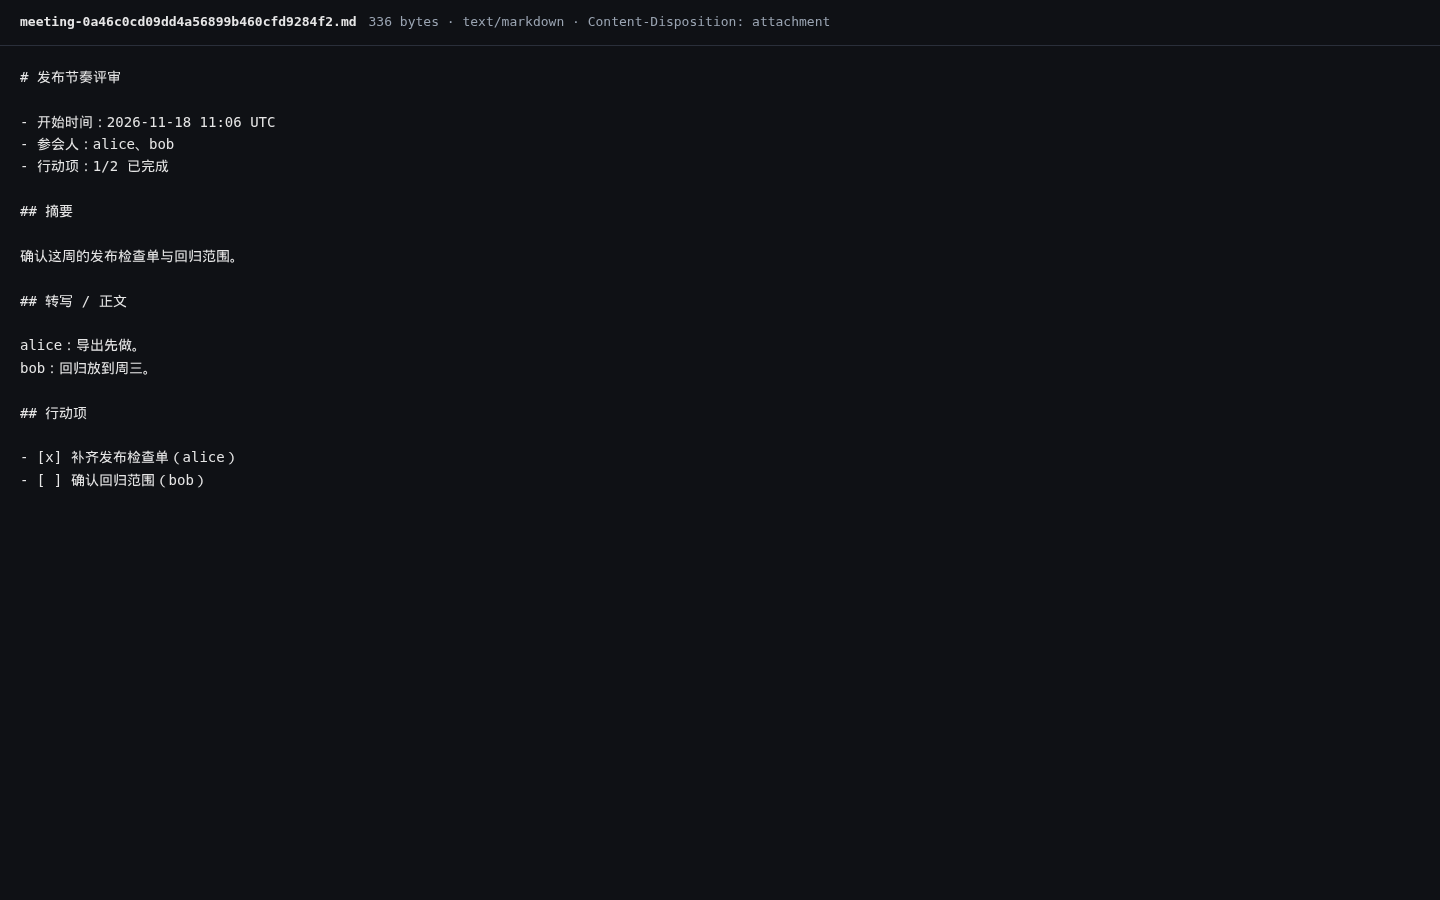 meeting-0a46c0cd09dd4a56899b460cfd9284f2.md 336 bytes · text/markdown · Content-Disposition: attachment
# 发布节奏评审
- 开始时间：2026-11-18 11:06 UTC
- 参会人：alice、bob
- 行动项：1/2 已完成
## 摘要
确认这周的发布检查单与回归范围。
## 转写 / 正文
alice：导出先做。
bob：回归放到周三。
## 行动项
- [x] 补齐发布检查单（alice）
- [ ] 确认回归范围（bob）